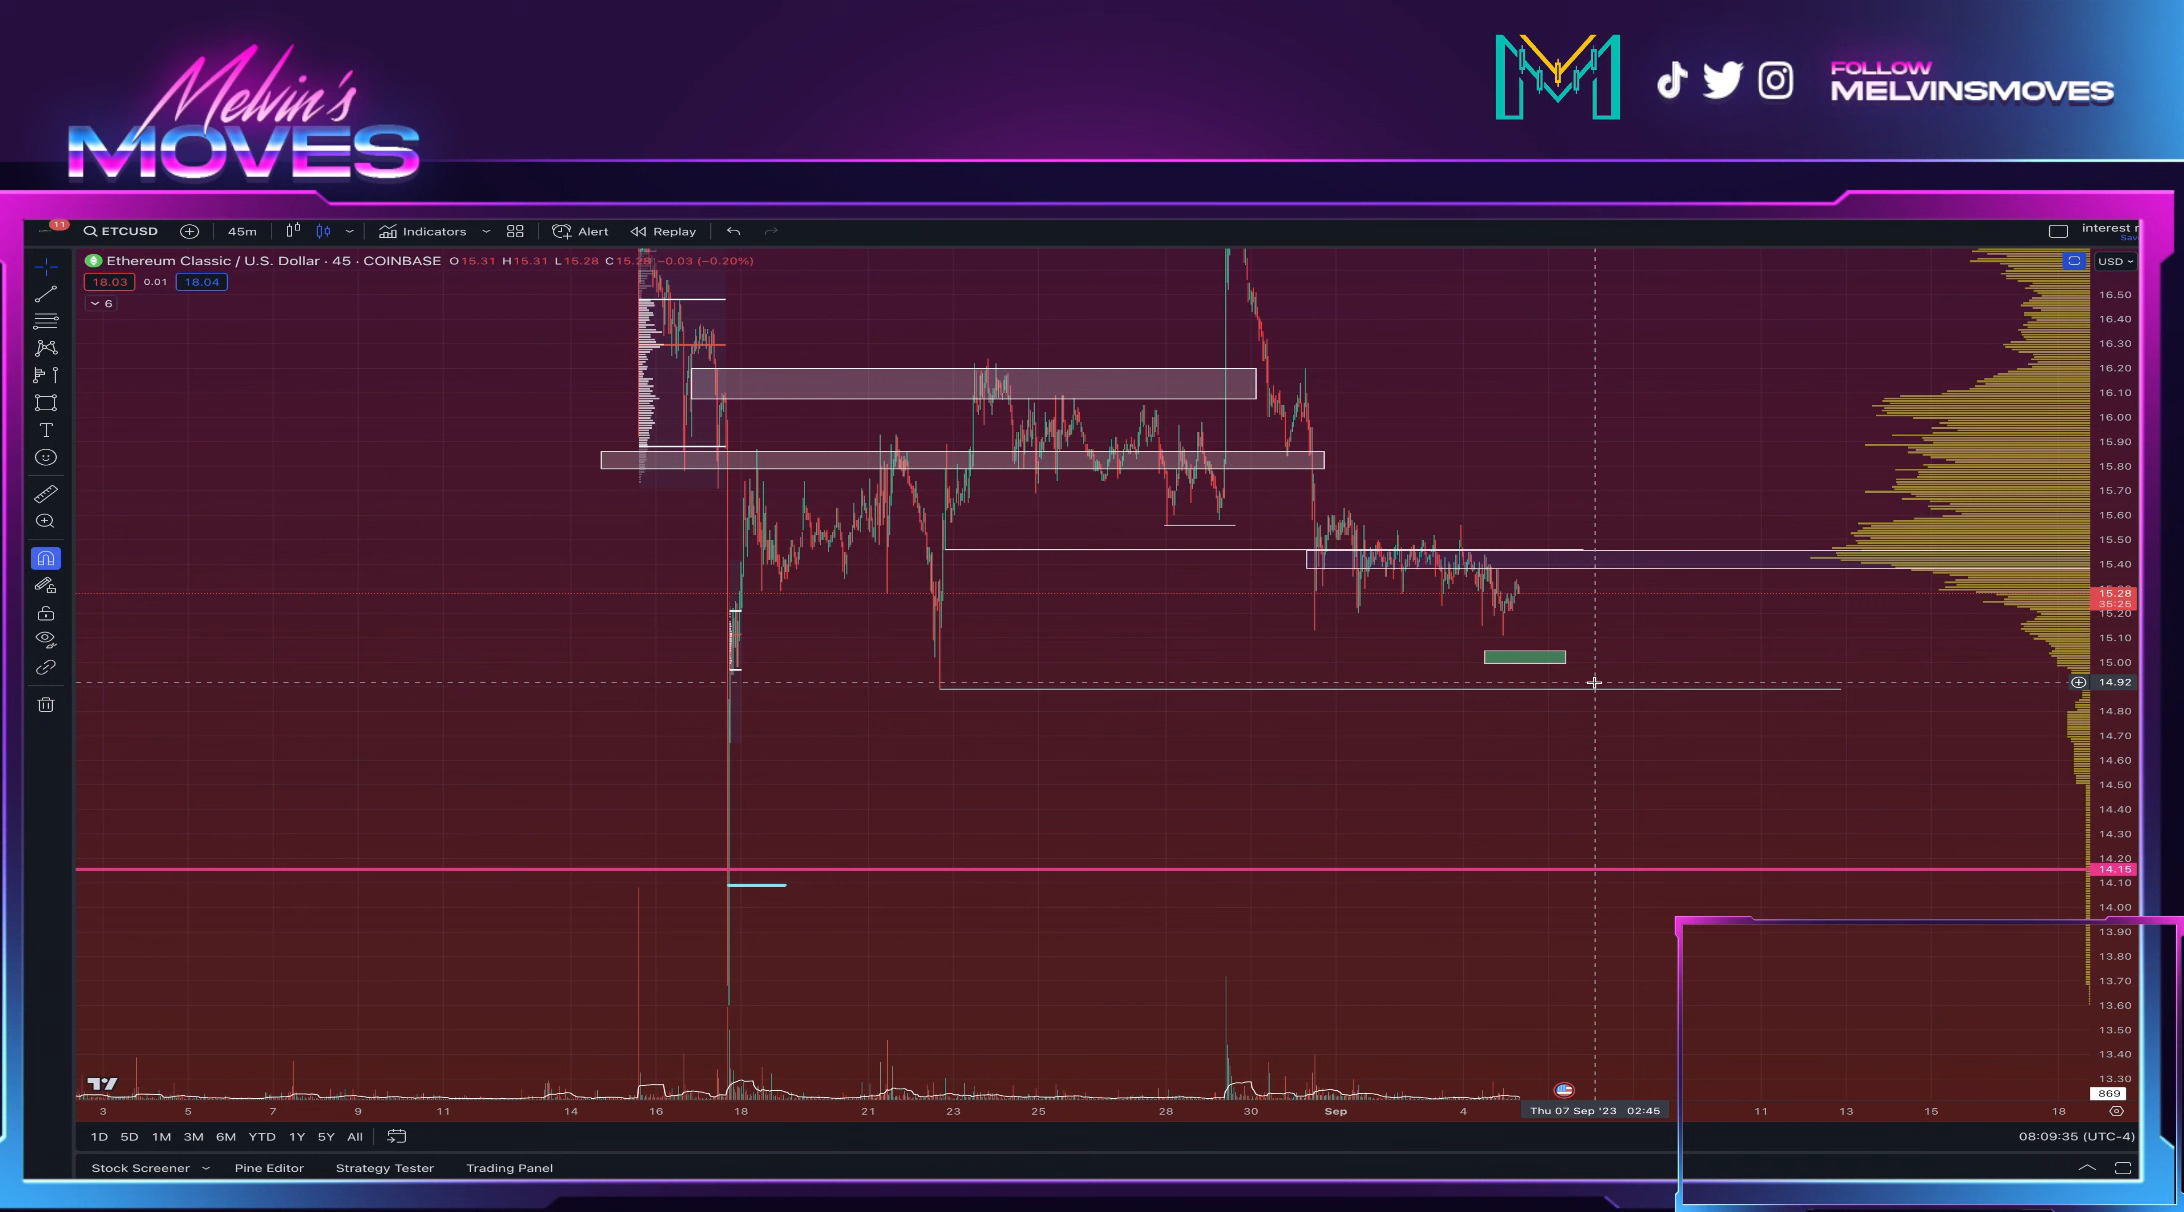 Melvin's
MOVES
FOLLOW
MELVINSMOVES
11
ETCUSD
45m
Indicators
Alert
Replay
interest r
Sav
Ethereum Classic / U.S. Dollar · 45 · COINBASE O15.31 H15.31 L15.28 C15.28 −0.03 (−0.20%)
18.03 0.01 18.04
6
USD
16.50
16.40
16.30
16.20
16.10
16.00
15.90
15.80
15.70
15.60
15.50
15.40
15.28
35:25
15.20
15.10
15.00
14.92
14.80
14.70
14.60
14.50
14.40
14.30
14.20
14.15
14.10
14.00
13.90
13.80
13.70
13.60
13.50
13.40
13.30
869
3 5 7 9 11 14 16 18 21 23 25 28 30 Sep 4 Thu 07 Sep '23 02:45 11 13 15 18
1D 5D 1M 3M 6M YTD 1Y 5Y All
08:09:35 (UTC-4)
Stock Screener Pine Editor Strategy Tester Trading Panel